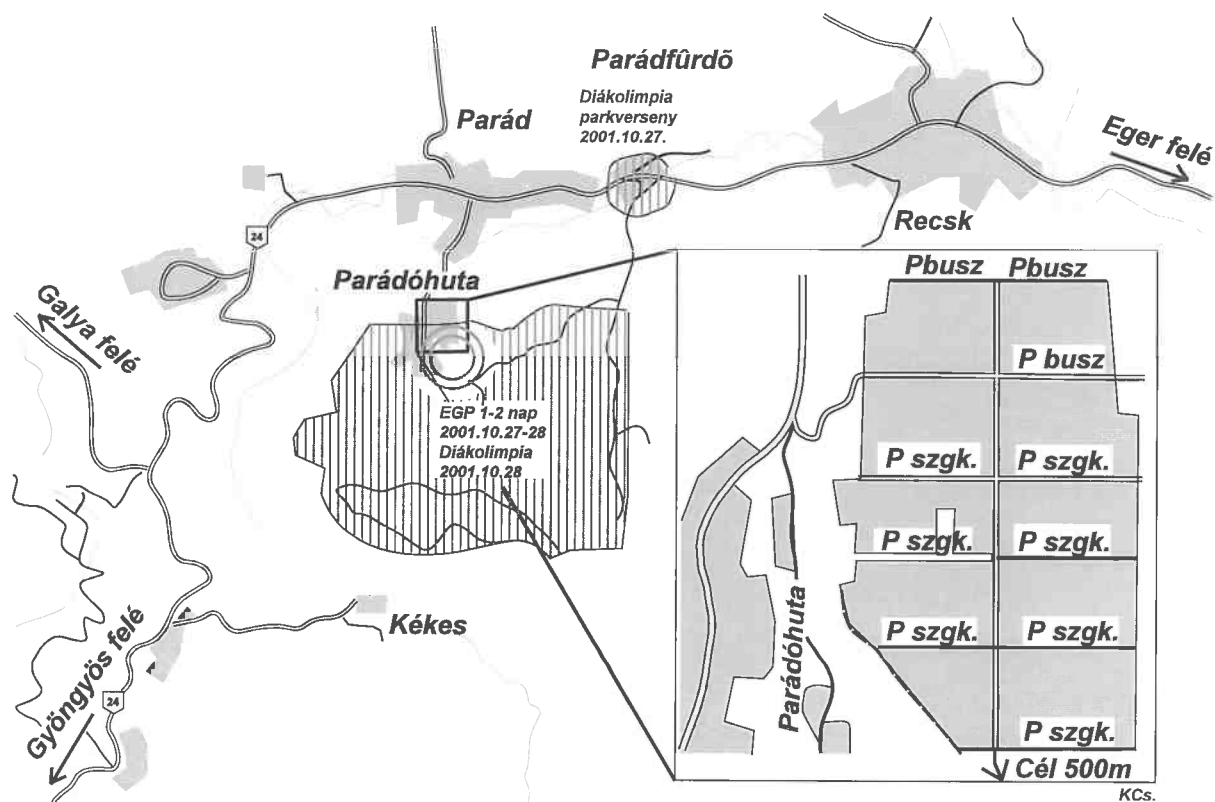 Parádfûrdõ
Diákolimpia
parkverseny
2001.10.27.
Parád
Eger felé
Recsk
24
Parádóhuta
Galya felé
EGP 1-2 nap
2001.10.27-28
Diákolimpia
2001.10.28
Kékes
Gyöngyös felé
24
Pbusz Pbusz
P busz
P szgk. P szgk.
P szgk. P szgk.
P szgk. P szgk.
P szgk.
Parádóhuta
Cél 500m
KCs.